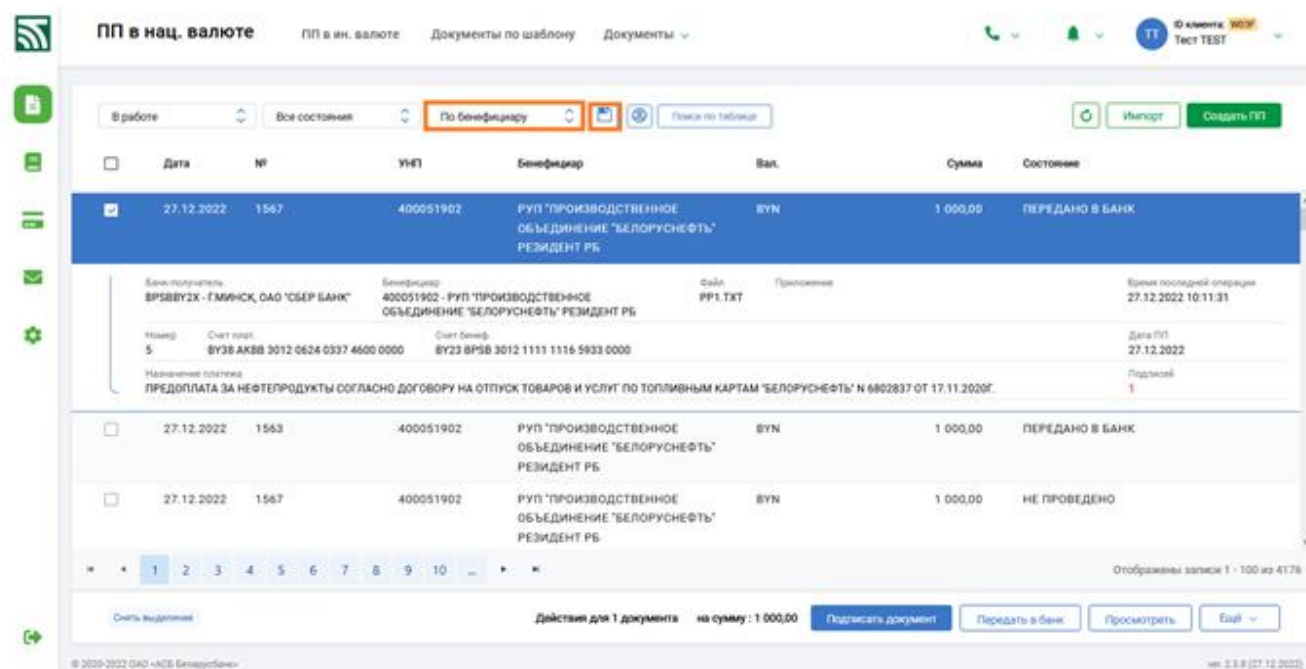 ПП в нац. валюте ПП в ин. валюте Документы по шаблону Документы ID клиента: W03F
ТТ Тест TEST
В работе Все состояния По бенефициару Поиск по таблице Импорт Создать ПП
Дата № УНП Бенефициар Вал. Сумма Состояние
27.12.2022 1567 400051902 РУП "ПРОИЗВОДСТВЕННОЕ BYN 1 000,00 ПЕРЕДАНО В БАНК
ОБЪЕДИНЕНИЕ "БЕЛОРУСНЕФТЬ"
РЕЗИДЕНТ РБ
Банк-получатель Бенефициар Файл Приложение Время последней операции
BPSBBY2X - Г.МИНСК, ОАО "СБЕР БАНК" 400051902 - РУП "ПРОИЗВОДСТВЕННОЕ PP1.TXT 27.12.2022 10:11:31
ОБЪЕДИНЕНИЕ "БЕЛОРУСНЕФТЬ" РЕЗИДЕНТ РБ
Номер Счет плат. Счет бенеф. Дата ПП
5 BY38 AKBB 3012 0624 0337 4600 0000 BY23 BPSB 3012 1111 1116 5933 0000 27.12.2022
Назначение платежа Подписей
ПРЕДОПЛАТА ЗА НЕФТЕПРОДУКТЫ СОГЛАСНО ДОГОВОРУ НА ОТПУСК ТОВАРОВ И УСЛУГ ПО ТОПЛИВНЫМ КАРТАМ "БЕЛОРУСНЕФТЬ" N 6802837 ОТ 17.11.2020Г. 1
27.12.2022 1563 400051902 РУП "ПРОИЗВОДСТВЕННОЕ BYN 1 000,00 ПЕРЕДАНО В БАНК
ОБЪЕДИНЕНИЕ "БЕЛОРУСНЕФТЬ"
РЕЗИДЕНТ РБ
27.12.2022 1567 400051902 РУП "ПРОИЗВОДСТВЕННОЕ BYN 1 000,00 НЕ ПРОВЕДЕНО
ОБЪЕДИНЕНИЕ "БЕЛОРУСНЕФТЬ"
РЕЗИДЕНТ РБ
1 2 3 4 5 6 7 8 9 10 ... Отображены записи 1 - 100 из 4176
Снять выделение Действия для 1 документа на сумму : 1 000,00 Подписать документ Передать в банк Просмотреть Ещё
© 2020-2022 ОАО «АСБ Беларусбанк» ver. 2.5.8 (27.12.2022)